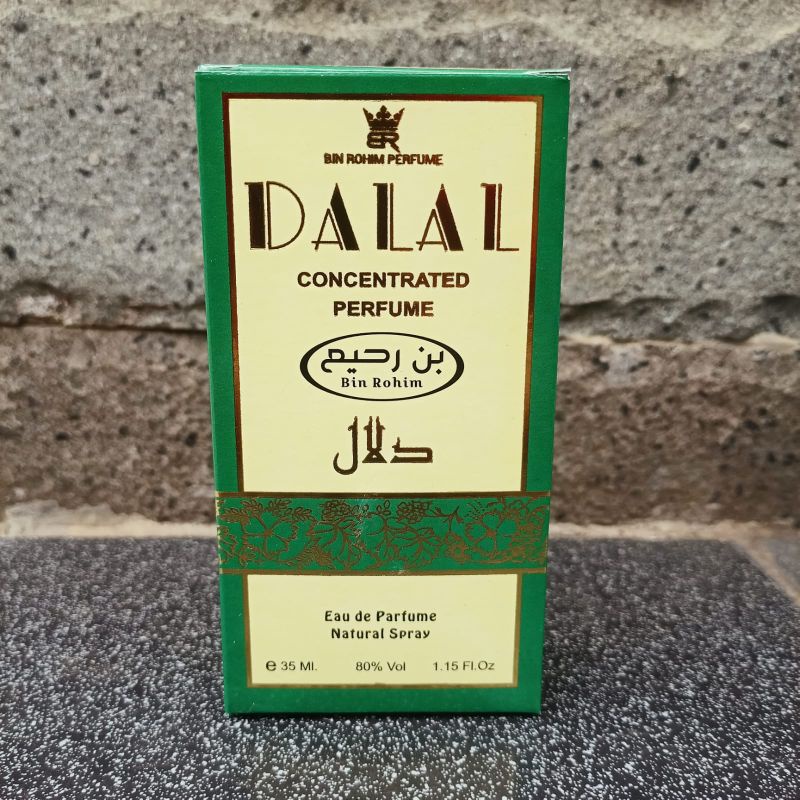 BR
BIN ROHIM PERFUME
DALAL
CONCENTRATED
PERFUME
بن رحيم
Bin Rohim
دلال
Eau de Parfume
Natural Spray
e 35 Ml. 80% Vol 1.15 Fl.Oz